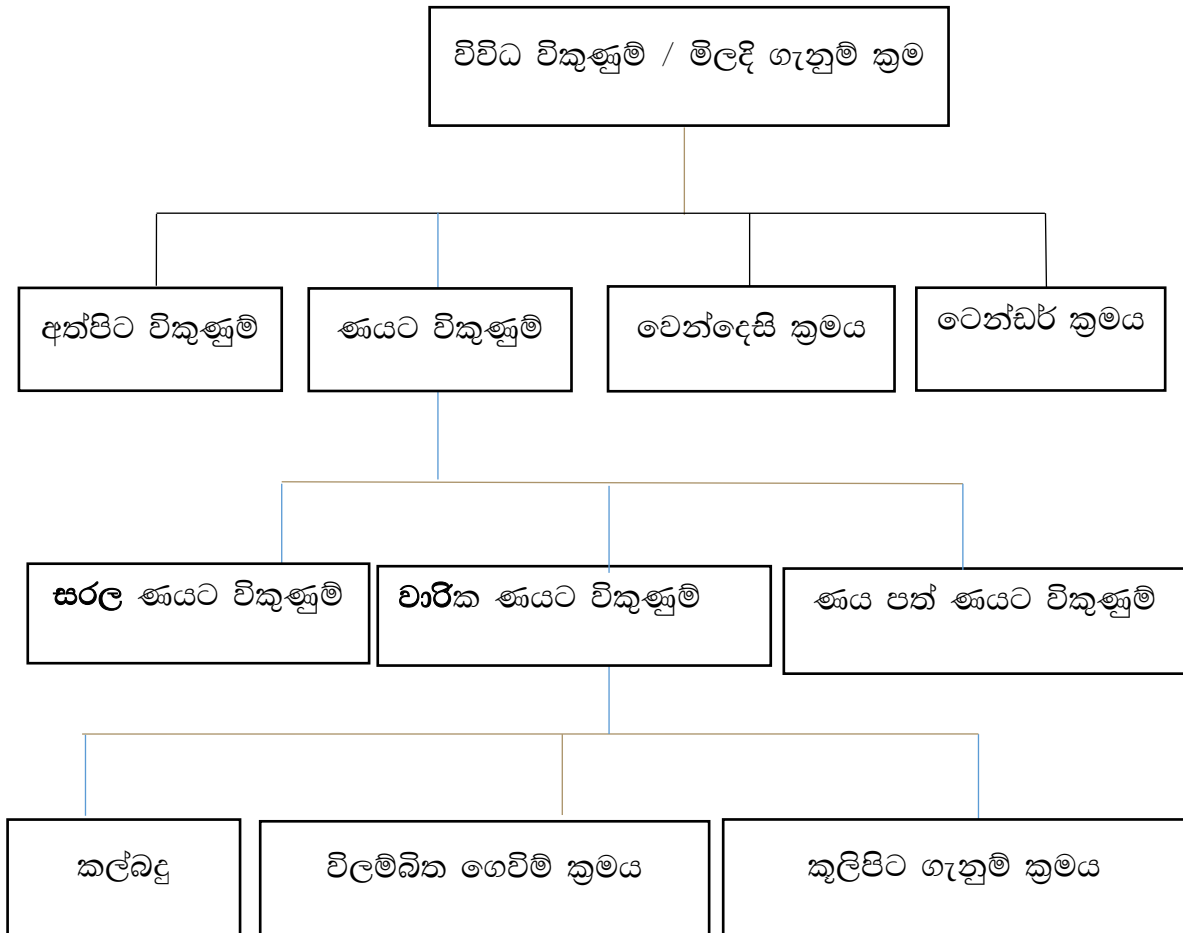 විවිධ විකුණුම් / මිලදි ගැනුම් ක්‍රම
අත්පිට විකුණුම්
ණයට විකුණුම්
වෙන්දෙසි ක්‍රමය
ටෙන්ඩර් ක්‍රමය
සරල ණයට විකුණුම්
වාරික ණයට විකුණුම්
ණය පත් ණයට විකුණුම්
කල්බදු
විලම්බිත ගෙවිම් ක්‍රමය
කූලිපිට ගැනුම් ක්‍රමය